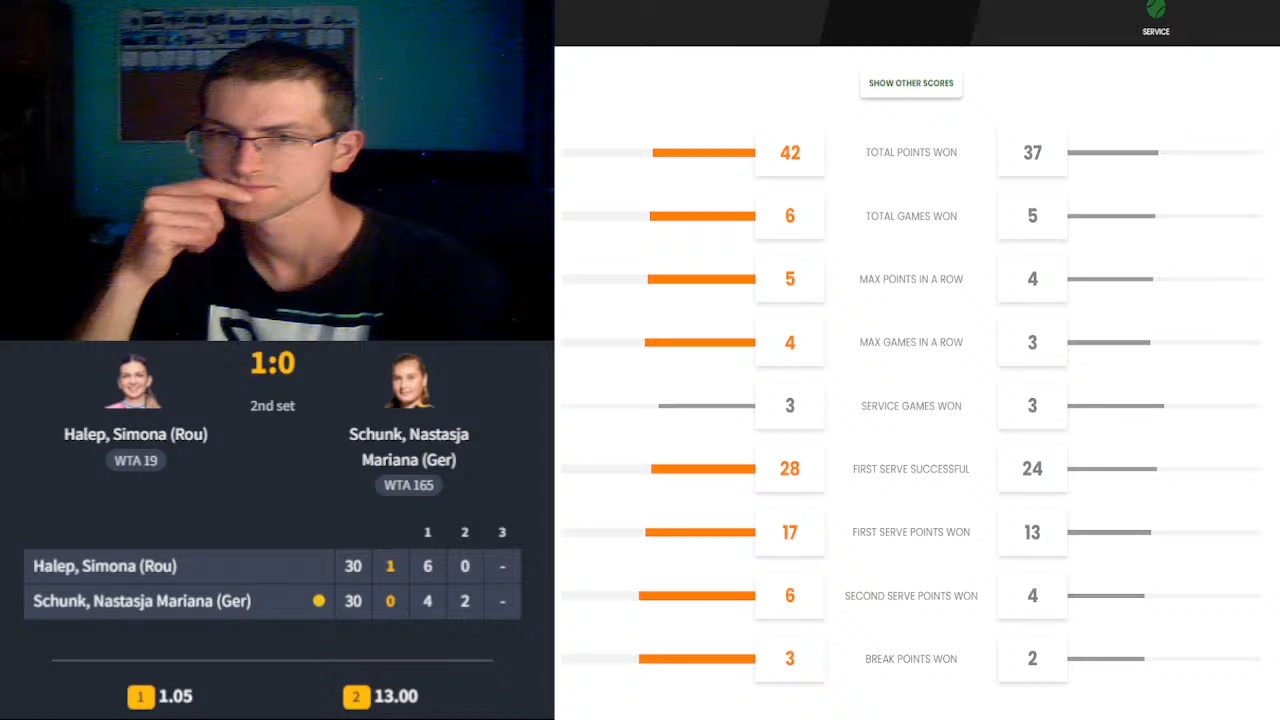 SERVICE
SHOW OTHER SCORES
42 TOTAL POINTS WON 37
6 TOTAL GAMES WON 5
5 MAX POINTS IN A ROW 4
4 MAX GAMES IN A ROW 3
3 SERVICE GAMES WON 3
28 FIRST SERVE SUCCESSFUL 24
17 FIRST SERVE POINTS WON 13
6 SECOND SERVE POINTS WON 4
3 BREAK POINTS WON 2
1:0
2nd set
Halep, Simona (Rou)
WTA 19
Schunk, Nastasja
Mariana (Ger)
WTA 165
1 2 3
Halep, Simona (Rou) 30 1 6 0 -
Schunk, Nastasja Mariana (Ger) 30 0 4 2 -
1 1.05 2 13.00